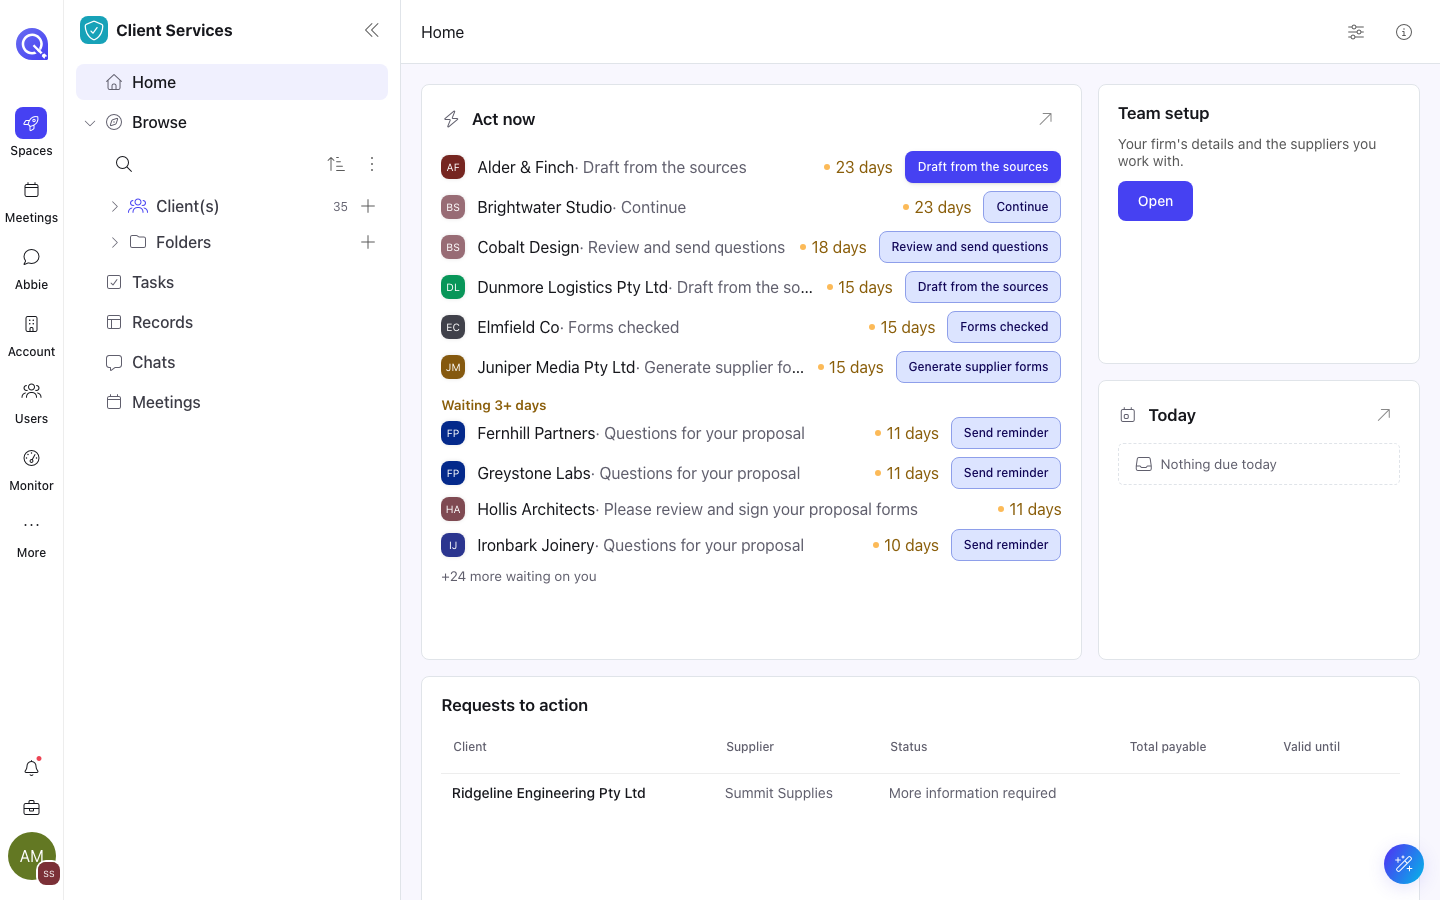 Client Services
Home
Spaces
Meetings
Abbie
Account
Users
Monitor
More
AM
SS
Home
Browse
Client(s) 35
Folders
Tasks
Records
Chats
Meetings
Act now
AF Alder & Finch · Draft from the sources 23 days Draft from the sources
BS Brightwater Studio · Continue 23 days Continue
BS Cobalt Design · Review and send questions 18 days Review and send questions
DL Dunmore Logistics Pty Ltd · Draft from the so... 15 days Draft from the sources
EC Elmfield Co · Forms checked 15 days Forms checked
JM Juniper Media Pty Ltd · Generate supplier fo... 15 days Generate supplier forms
Waiting 3+ days
FP Fernhill Partners · Questions for your proposal 11 days Send reminder
FP Greystone Labs · Questions for your proposal 11 days Send reminder
HA Hollis Architects · Please review and sign your proposal forms 11 days
IJ Ironbark Joinery · Questions for your proposal 10 days Send reminder
+24 more waiting on you
Team setup
Your firm's details and the suppliers you
work with.
Open
Today
Nothing due today
Requests to action
Client Supplier Status Total payable Valid until
Ridgeline Engineering Pty Ltd Summit Supplies More information required